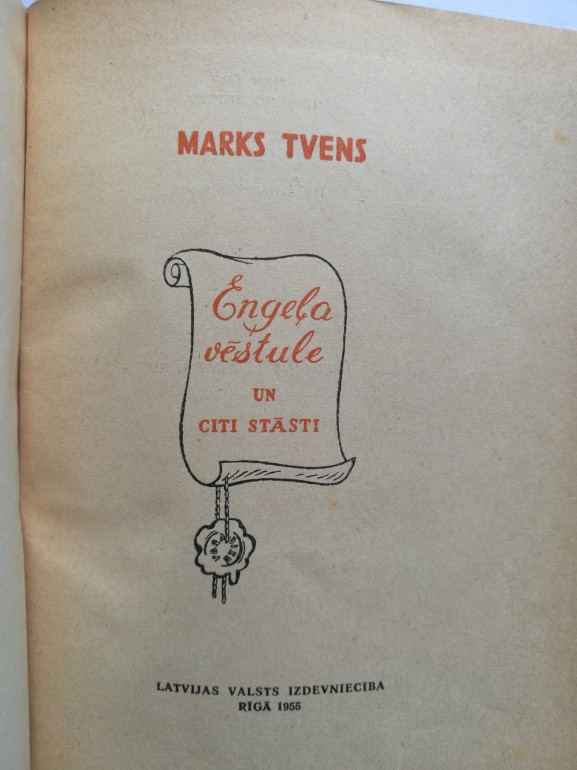 MARKS TVENS
Engeļa
vēstule
UN
CITI STĀSTI
LATVIJAS VALSTS IZDEVNIECĪBA
RĪGĀ 1955